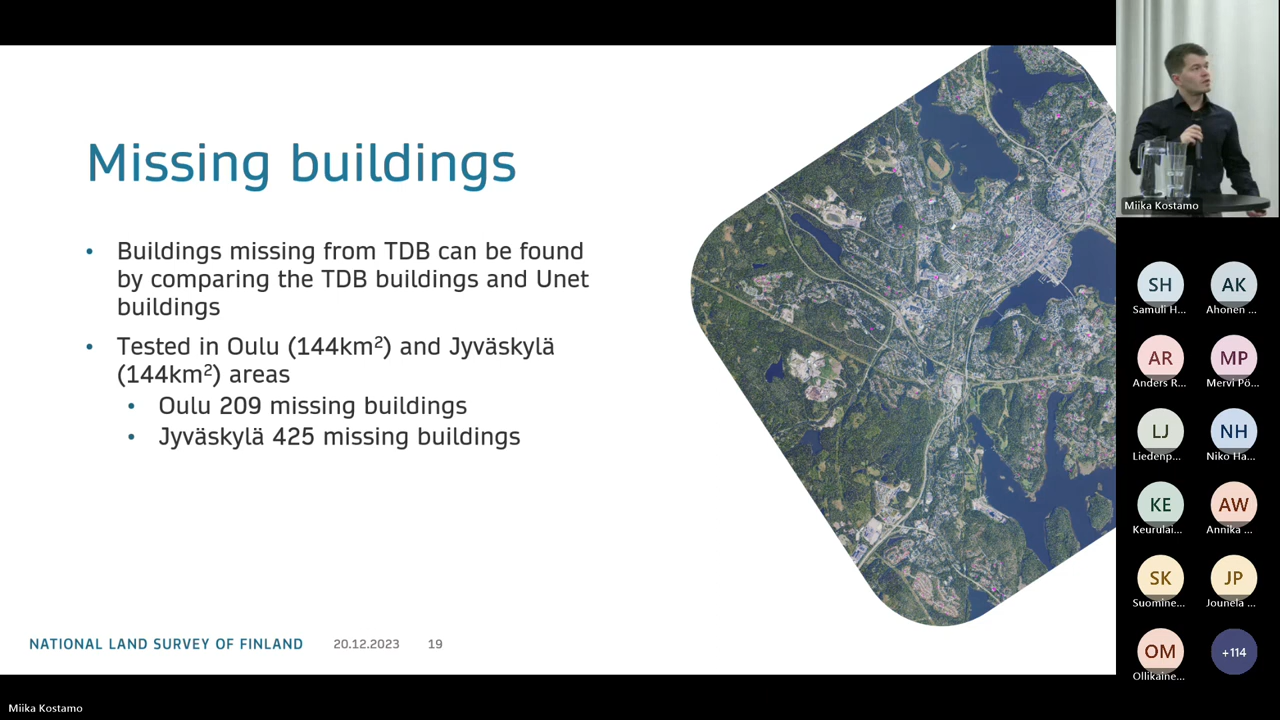 Missing buildings
• Buildings missing from TDB can be found
by comparing the TDB buildings and Unet
buildings
• Tested in Oulu (144km²) and Jyväskylä
(144km²) areas
• Oulu 209 missing buildings
• Jyväskylä 425 missing buildings
NATIONAL LAND SURVEY OF FINLAND 20.12.2023 19
Miika Kostamo
SH AK
Samuli H... Ahonen ...
AR MP
Anders R... Mervi Pö...
LJ NH
Liedenp... Niko Ha...
KE AW
Keurulai... Annika ...
SK JP
Suomine... Jounela ...
OM +114
Ollikaine...
Miika Kostamo